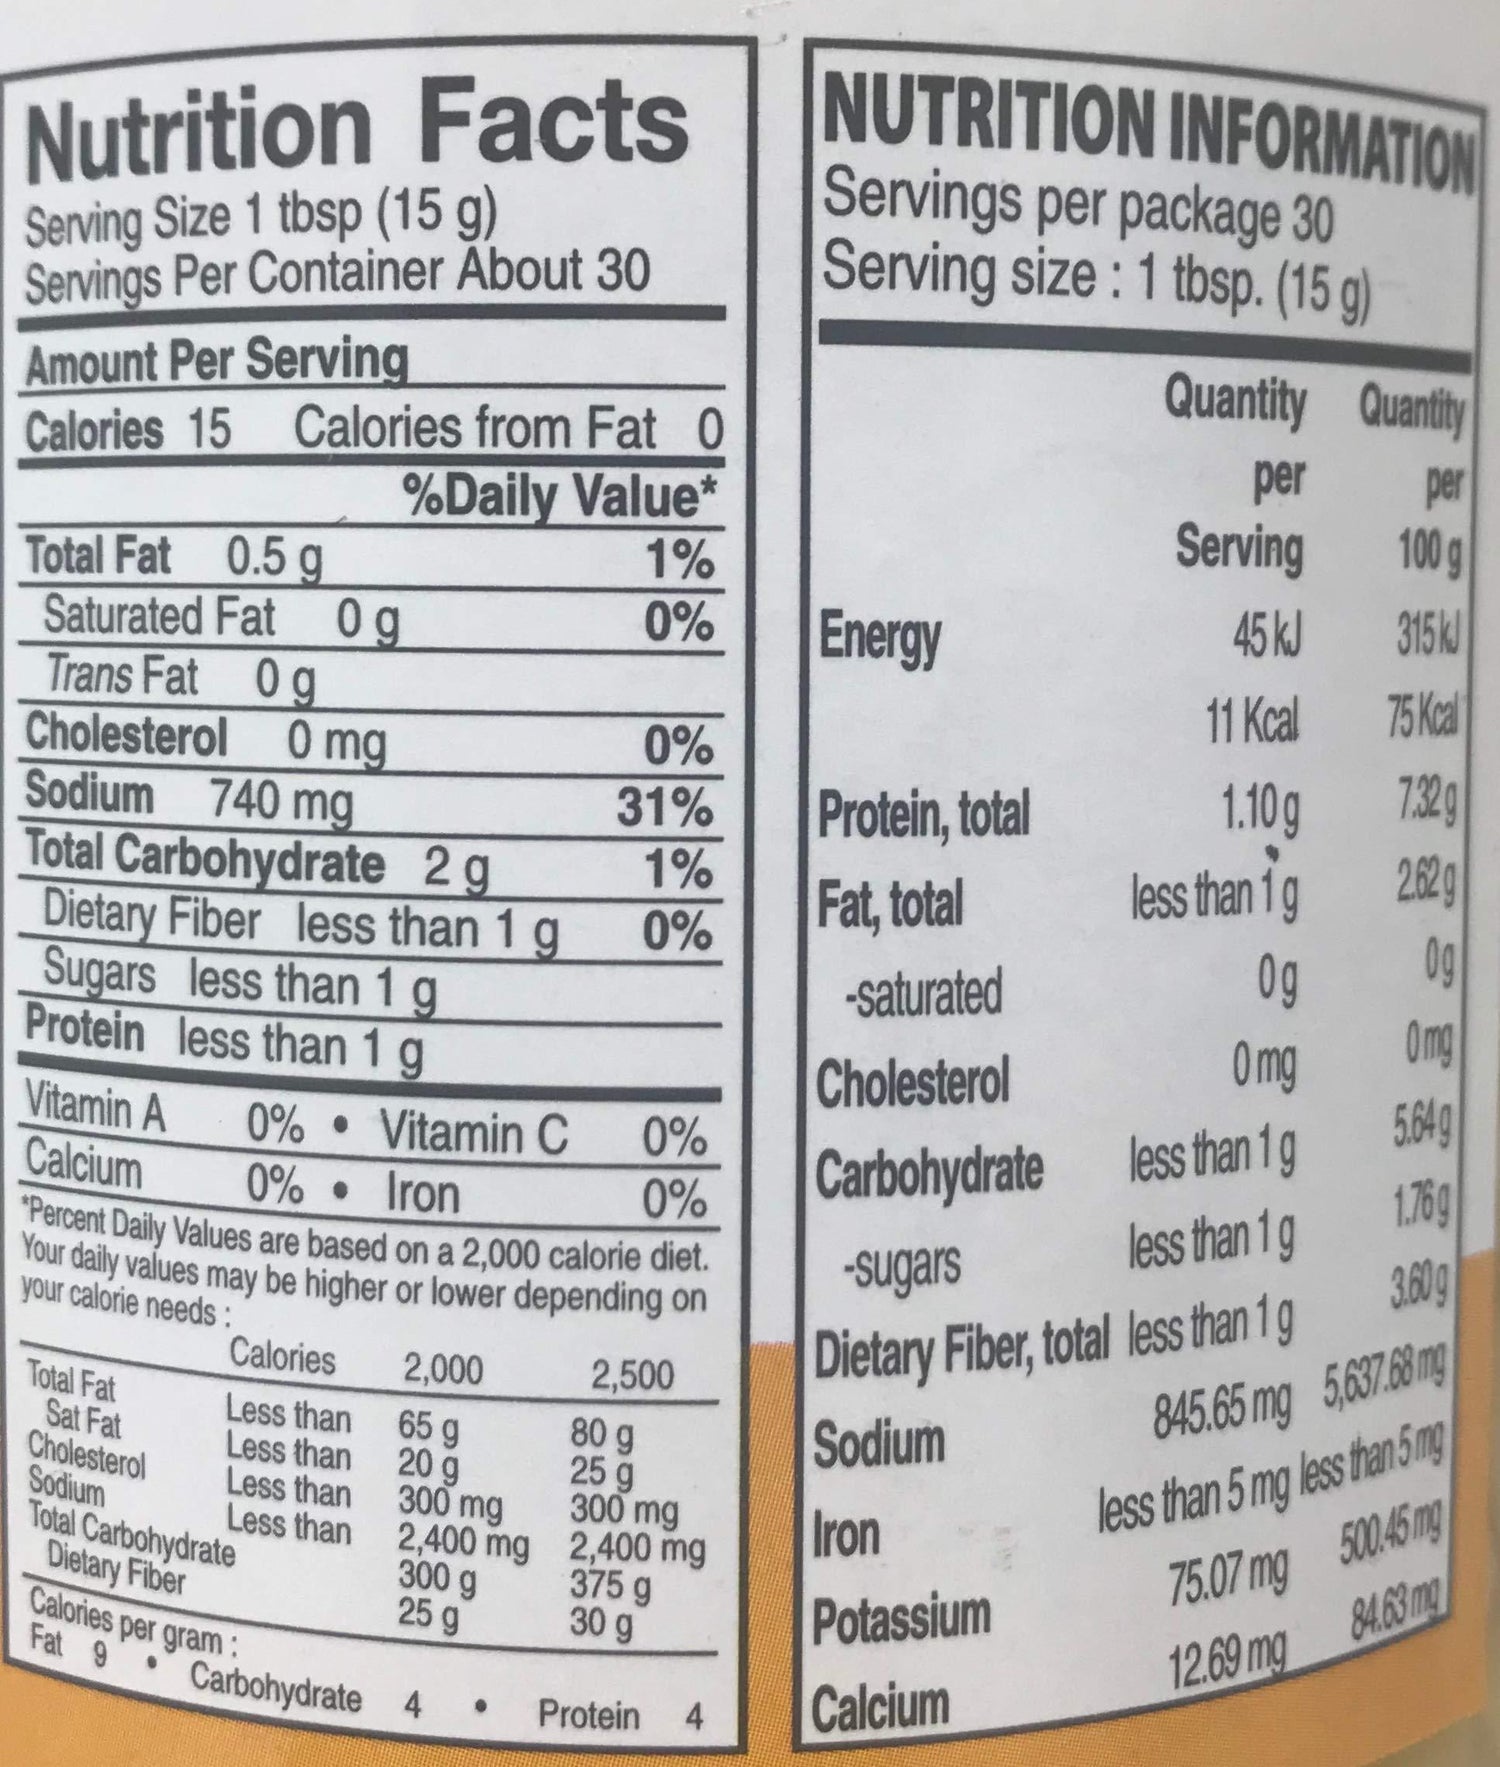 Nutrition Facts
Serving Size 1 tbsp (15 g)
Servings Per Container About 30
Amount Per Serving
Calories 15 Calories from Fat 0
%Daily Value*
Total Fat 0.5 g 1%
Saturated Fat 0 g 0%
Trans Fat 0 g
Cholesterol 0 mg 0%
Sodium 740 mg 31%
Total Carbohydrate 2 g 1%
Dietary Fiber less than 1 g 0%
Sugars less than 1 g
Protein less than 1 g
Vitamin A 0% • Vitamin C 0%
Calcium 0% • Iron 0%
*Percent Daily Values are based on a 2,000 calorie diet.
Your daily values may be higher or lower depending on
your calorie needs :
Calories 2,000 2,500
Total Fat Less than 65 g 80 g
Sat Fat Less than 20 g 25 g
Cholesterol Less than 300 mg 300 mg
Sodium Less than 2,400 mg 2,400 mg
Total Carbohydrate 300 g 375 g
Dietary Fiber 25 g 30 g
Calories per gram :
Fat 9 • Carbohydrate 4 • Protein 4
NUTRITION INFORMATION
Servings per package 30
Serving size : 1 tbsp. (15 g)
Quantity Quantity
per per
Serving 100 g
Energy 45 kJ 315 kJ
11 Kcal 75 Kcal
Protein, total 1.10 g 7.32 g
Fat, total less than 1 g 2.62 g
-saturated 0 g 0 g
Cholesterol 0 mg 0 mg
Carbohydrate less than 1 g 5.64 g
-sugars less than 1 g 1.76 g
Dietary Fiber, total less than 1 g 3.60 g
Sodium 845.65 mg 5,637.68 mg
Iron less than 5 mg less than 5 mg
Potassium 75.07 mg 500.45 mg
Calcium 12.69 mg 84.63 mg